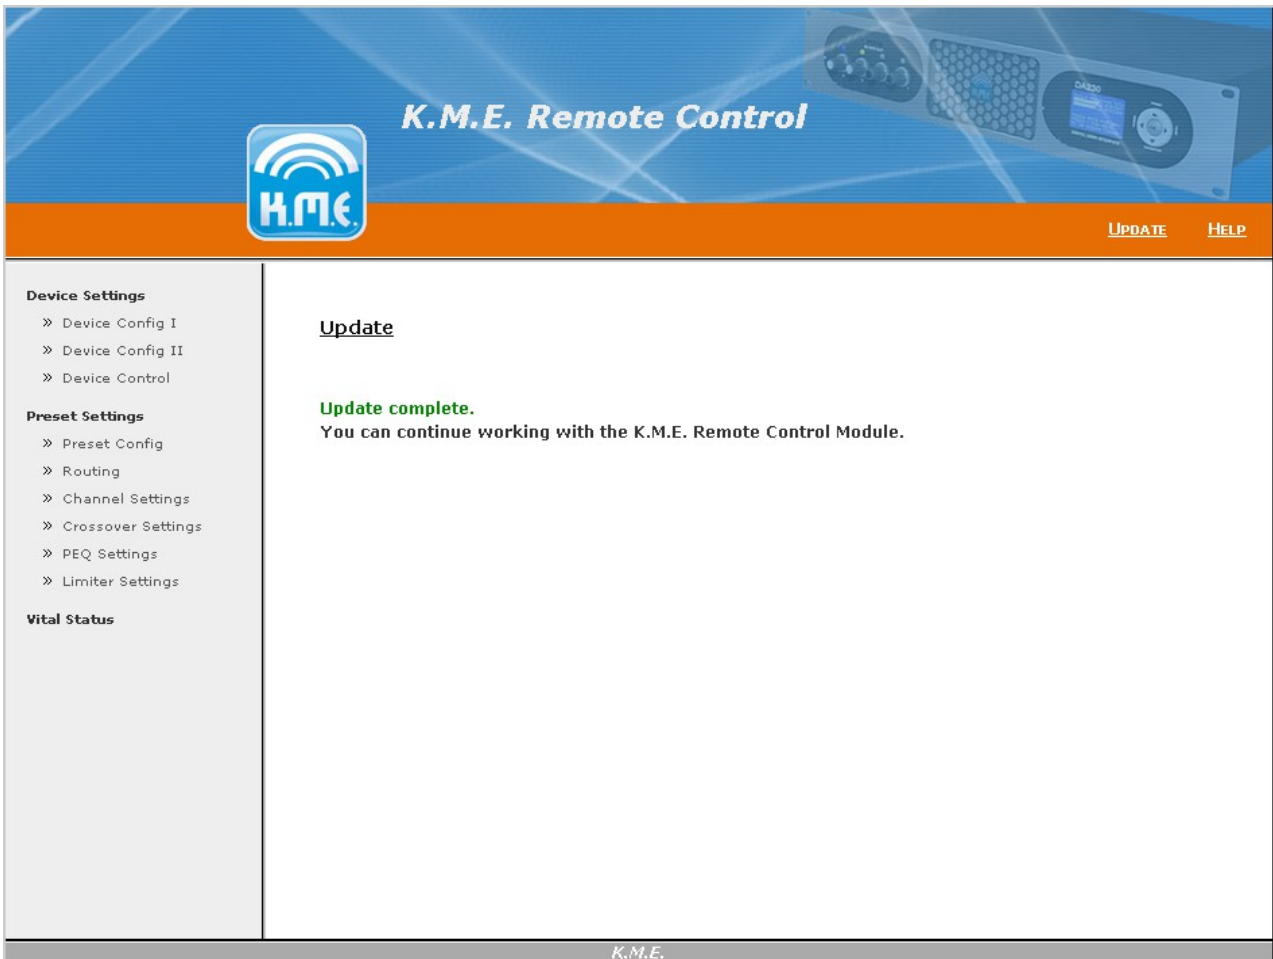 K.M.E. Remote Control
K.M.E.
UPDATE HELP
Device Settings
» Device Config I
» Device Config II
» Device Control
Preset Settings
» Preset Config
» Routing
» Channel Settings
» Crossover Settings
» PEQ Settings
» Limiter Settings
Vital Status
Update
Update complete.
You can continue working with the K.M.E. Remote Control Module.
K.M.E.